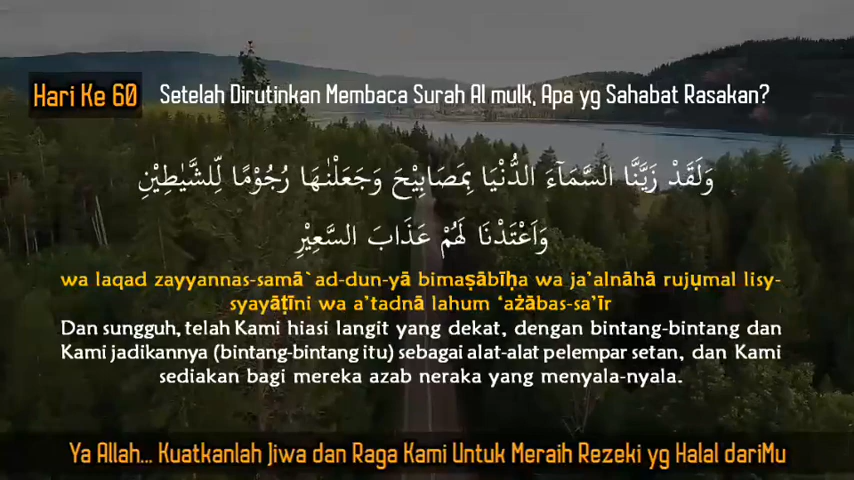 Hari Ke 60
Setelah Dirutinkan Membaca Surah Al mulk, Apa yg Sahabat Rasakan?
وَلَقَدْ زَيَّنَّا السَّمَاۤءَ الدُّنْيَا بِمَصَابِيْحَ وَجَعَلْنٰهَا رُجُوْمًا لِّلشَّيٰطِيْنِ
وَاَعْتَدْنَا لَهُمْ عَذَابَ السَّعِيْرِ
wa laqad zayyannas-samā`ad-dun-yā bimaṣābīḥa wa ja'alnāhā rujụmal lisy-
syayāṭīni wa a'tadnā lahum 'ażābas-sa'īr
Dan sungguh, telah Kami hiasi langit yang dekat, dengan bintang-bintang dan
Kami jadikannya (bintang-bintang itu) sebagai alat-alat pelempar setan, dan Kami
sediakan bagi mereka azab neraka yang menyala-nyala.
Ya Allah... Kuatkanlah Jiwa dan Raga Kami Untuk Meraih Rezeki yg Halal dariMu